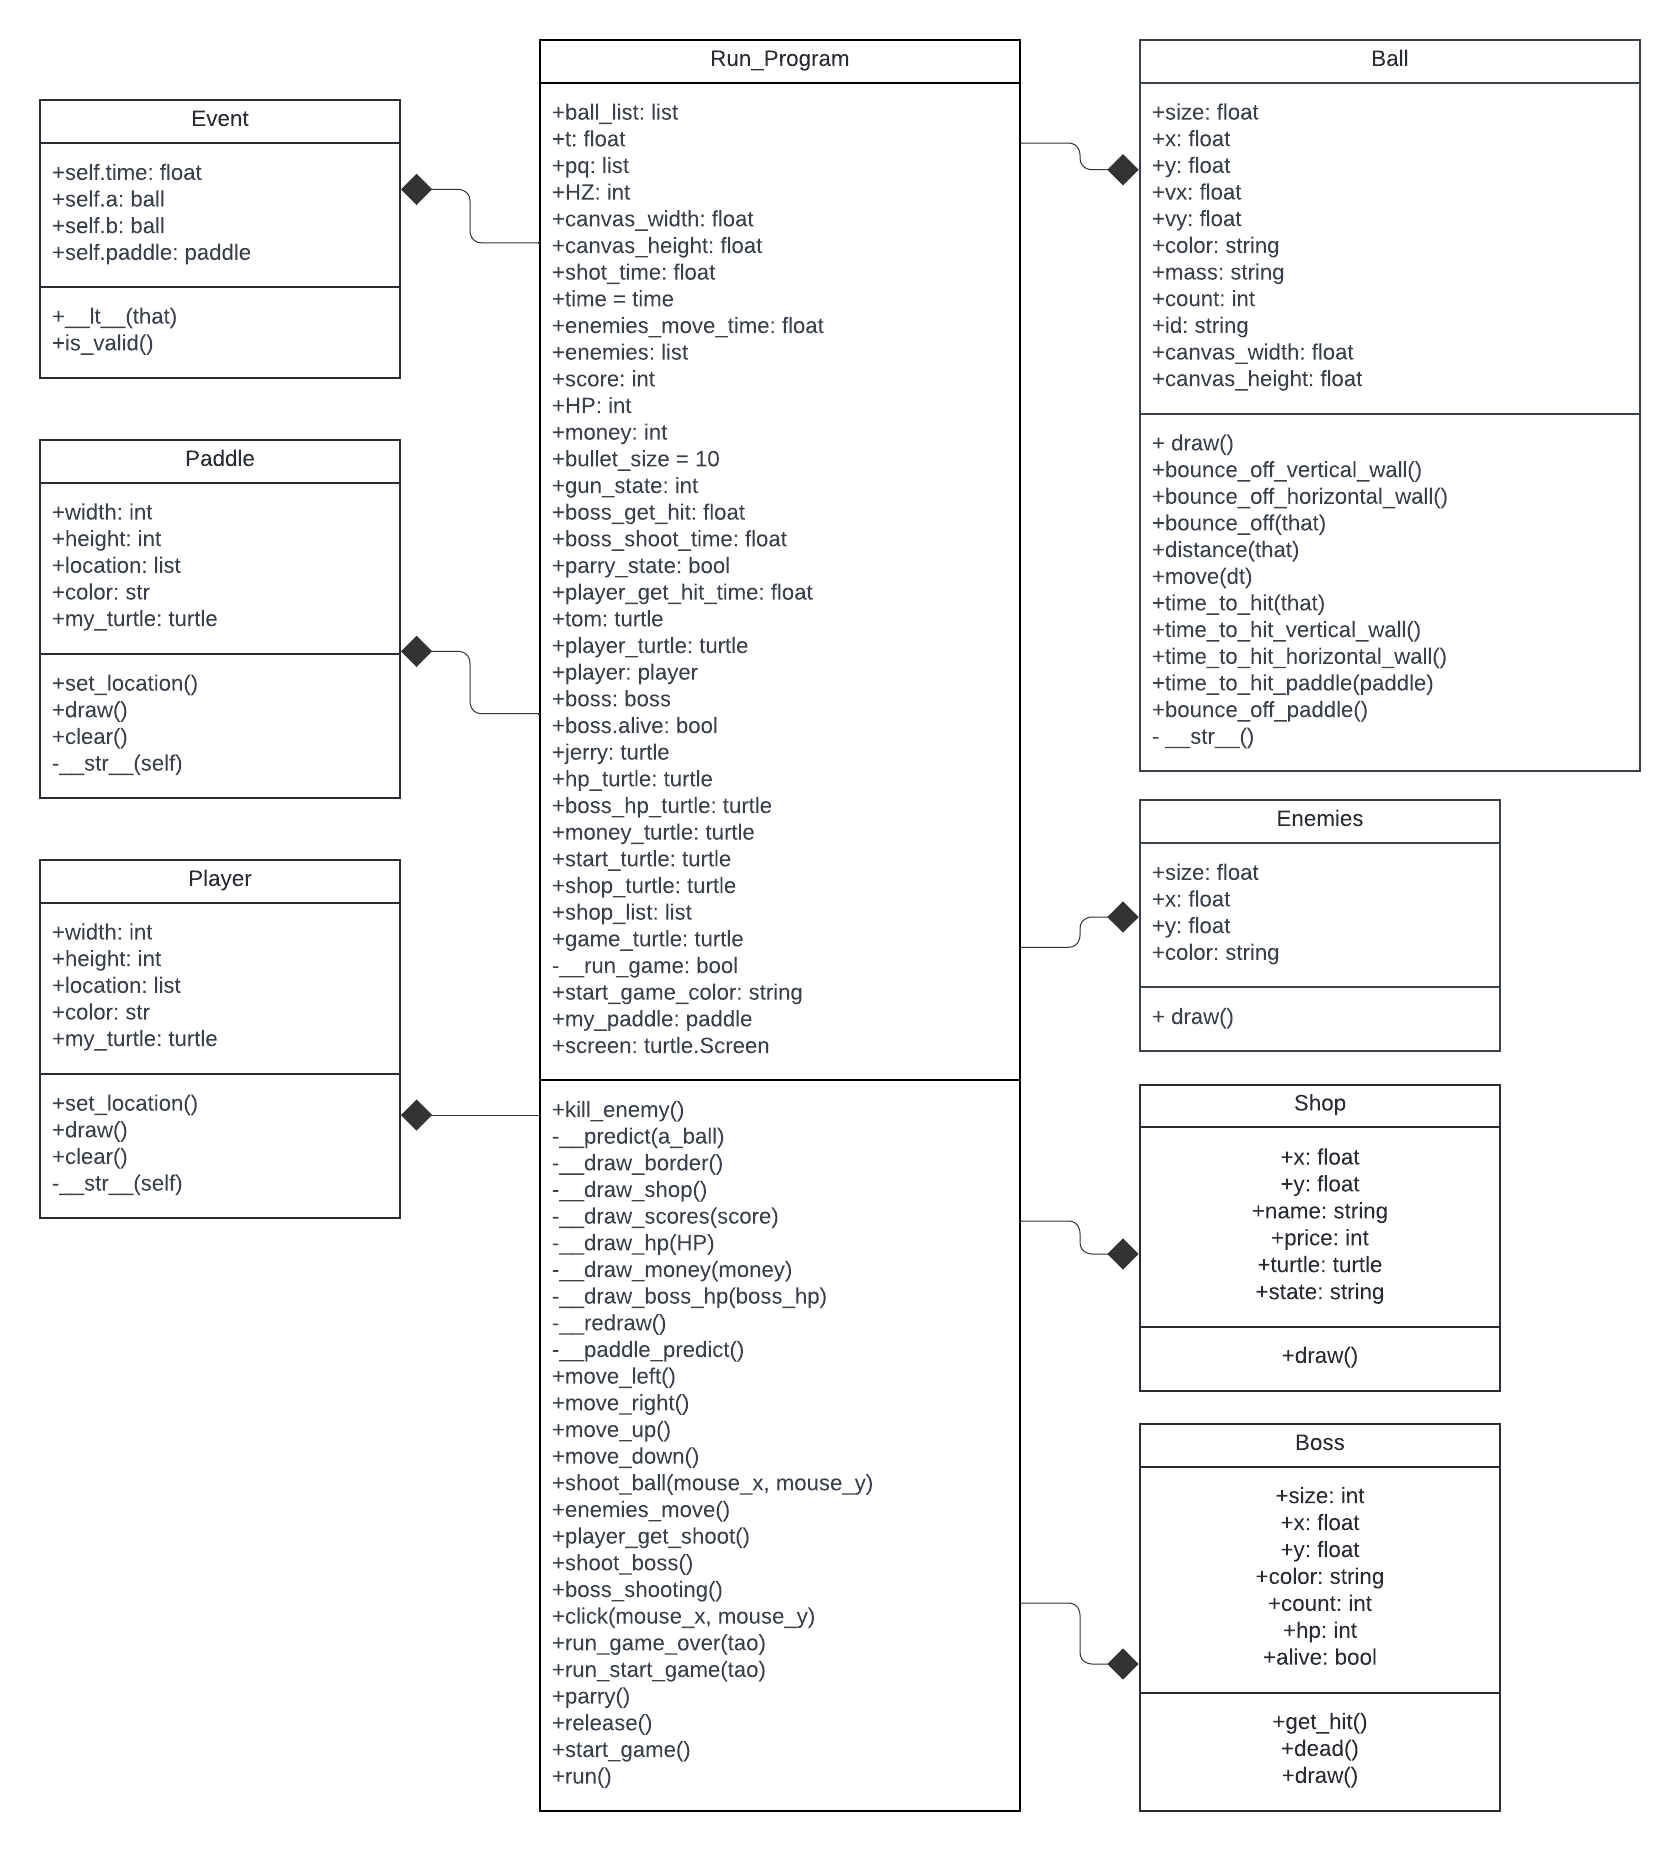 Event
+self.time: float
+self.a: ball
+self.b: ball
+self.paddle: paddle
+__lt__(that)
+is_valid()
Paddle
+width: int
+height: int
+location: list
+color: str
+my_turtle: turtle
+set_location()
+draw()
+clear()
-__str__(self)
Player
+width: int
+height: int
+location: list
+color: str
+my_turtle: turtle
+set_location()
+draw()
+clear()
-__str__(self)
Run_Program
+ball_list: list
+t: float
+pq: list
+HZ: int
+canvas_width: float
+canvas_height: float
+shot_time: float
+time = time
+enemies_move_time: float
+enemies: list
+score: int
+HP: int
+money: int
+bullet_size = 10
+gun_state: int
+boss_get_hit: float
+boss_shoot_time: float
+parry_state: bool
+player_get_hit_time: float
+tom: turtle
+player_turtle: turtle
+player: player
+boss: boss
+boss.alive: bool
+jerry: turtle
+hp_turtle: turtle
+boss_hp_turtle: turtle
+money_turtle: turtle
+start_turtle: turtle
+shop_turtle: turtle
+shop_list: list
+game_turtle: turtle
-__run_game: bool
+start_game_color: string
+my_paddle: paddle
+screen: turtle.Screen
+kill_enemy()
-__predict(a_ball)
-__draw_border()
-__draw_shop()
-__draw_scores(score)
-__draw_hp(HP)
-__draw_money(money)
-__draw_boss_hp(boss_hp)
-__redraw()
-__paddle_predict()
+move_left()
+move_right()
+move_up()
+move_down()
+shoot_ball(mouse_x, mouse_y)
+enemies_move()
+player_get_shoot()
+shoot_boss()
+boss_shooting()
+click(mouse_x, mouse_y)
+run_game_over(tao)
+run_start_game(tao)
+parry()
+release()
+start_game()
+run()
Ball
+size: float
+x: float
+y: float
+vx: float
+vy: float
+color: string
+mass: string
+count: int
+id: string
+canvas_width: float
+canvas_height: float
+ draw()
+bounce_off_vertical_wall()
+bounce_off_horizontal_wall()
+bounce_off(that)
+distance(that)
+move(dt)
+time_to_hit(that)
+time_to_hit_vertical_wall()
+time_to_hit_horizontal_wall()
+time_to_hit_paddle(paddle)
+bounce_off_paddle()
- __str__()
Enemies
+size: float
+x: float
+y: float
+color: string
+ draw()
Shop
+x: float
+y: float
+name: string
+price: int
+turtle: turtle
+state: string
+draw()
Boss
+size: int
+x: float
+y: float
+color: string
+count: int
+hp: int
+alive: bool
+get_hit()
+dead()
+draw()